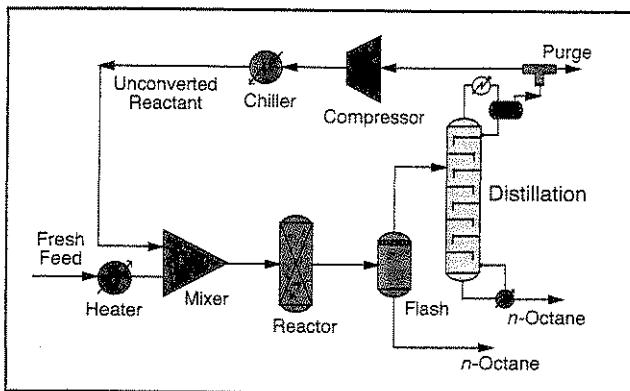 Purge
Unconverted
Reactant
Chiller
Compressor
Distillation
Fresh
Feed
Heater
Mixer
Reactor
Flash
n-Octane
n-Octane